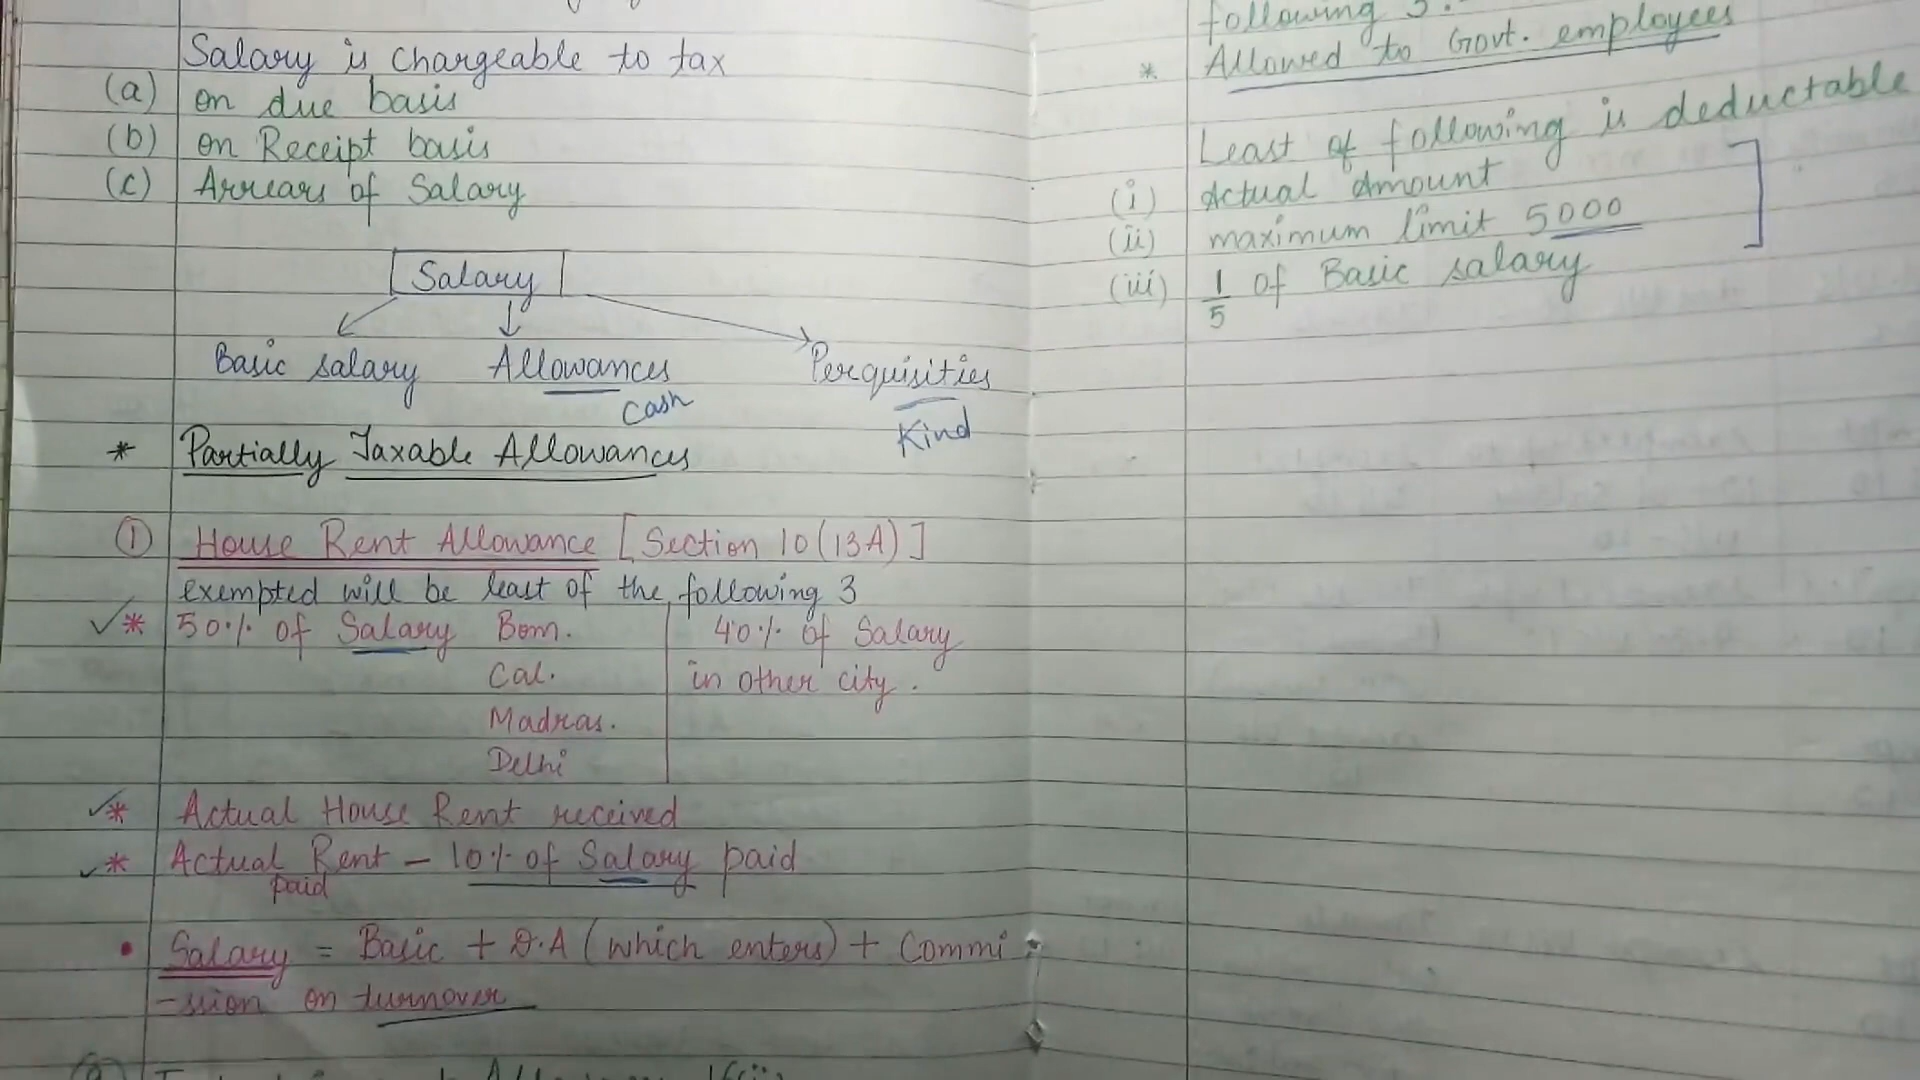 Salary is chargeable to tax
(a) on due basis
(b) on Receipt basis
(c) Arrears of Salary
Salary
Basic salary Allowances Perquisities
Cash
Kind
* Partially Taxable Allowances
① House Rent Allowance [Section 10(13A)]
exempted will be least of the following 3
✓* 50% of Salary Bom. 40% of Salary
Cal. in other city.
Madras.
Delhi
✓* Actual House Rent received
✓* Actual Rent – 10% of Salary paid
paid
• Salary = Basic + D.A (which enters) + Commi
-ssion on turnover
following 3.
* Allowed to Govt. employees
Least of following is deductable
(i) Actual Amount
(ii) maximum limit 5000
(iii) 1/5 of Basic salary